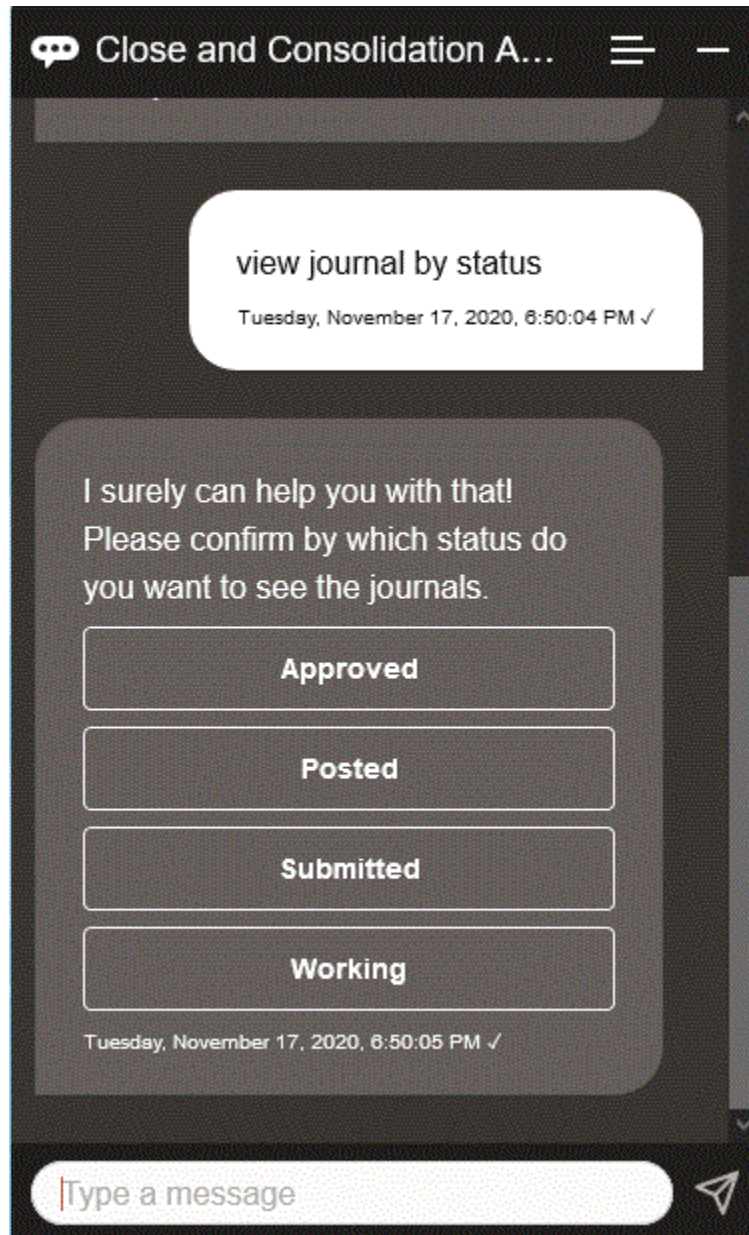 Close and Consolidation A...
view journal by status
Tuesday, November 17, 2020, 6:50:04 PM ✓
I surely can help you with that!
Please confirm by which status do
you want to see the journals.
Approved
Posted
Submitted
Working
Tuesday, November 17, 2020, 6:50:05 PM ✓
Type a message